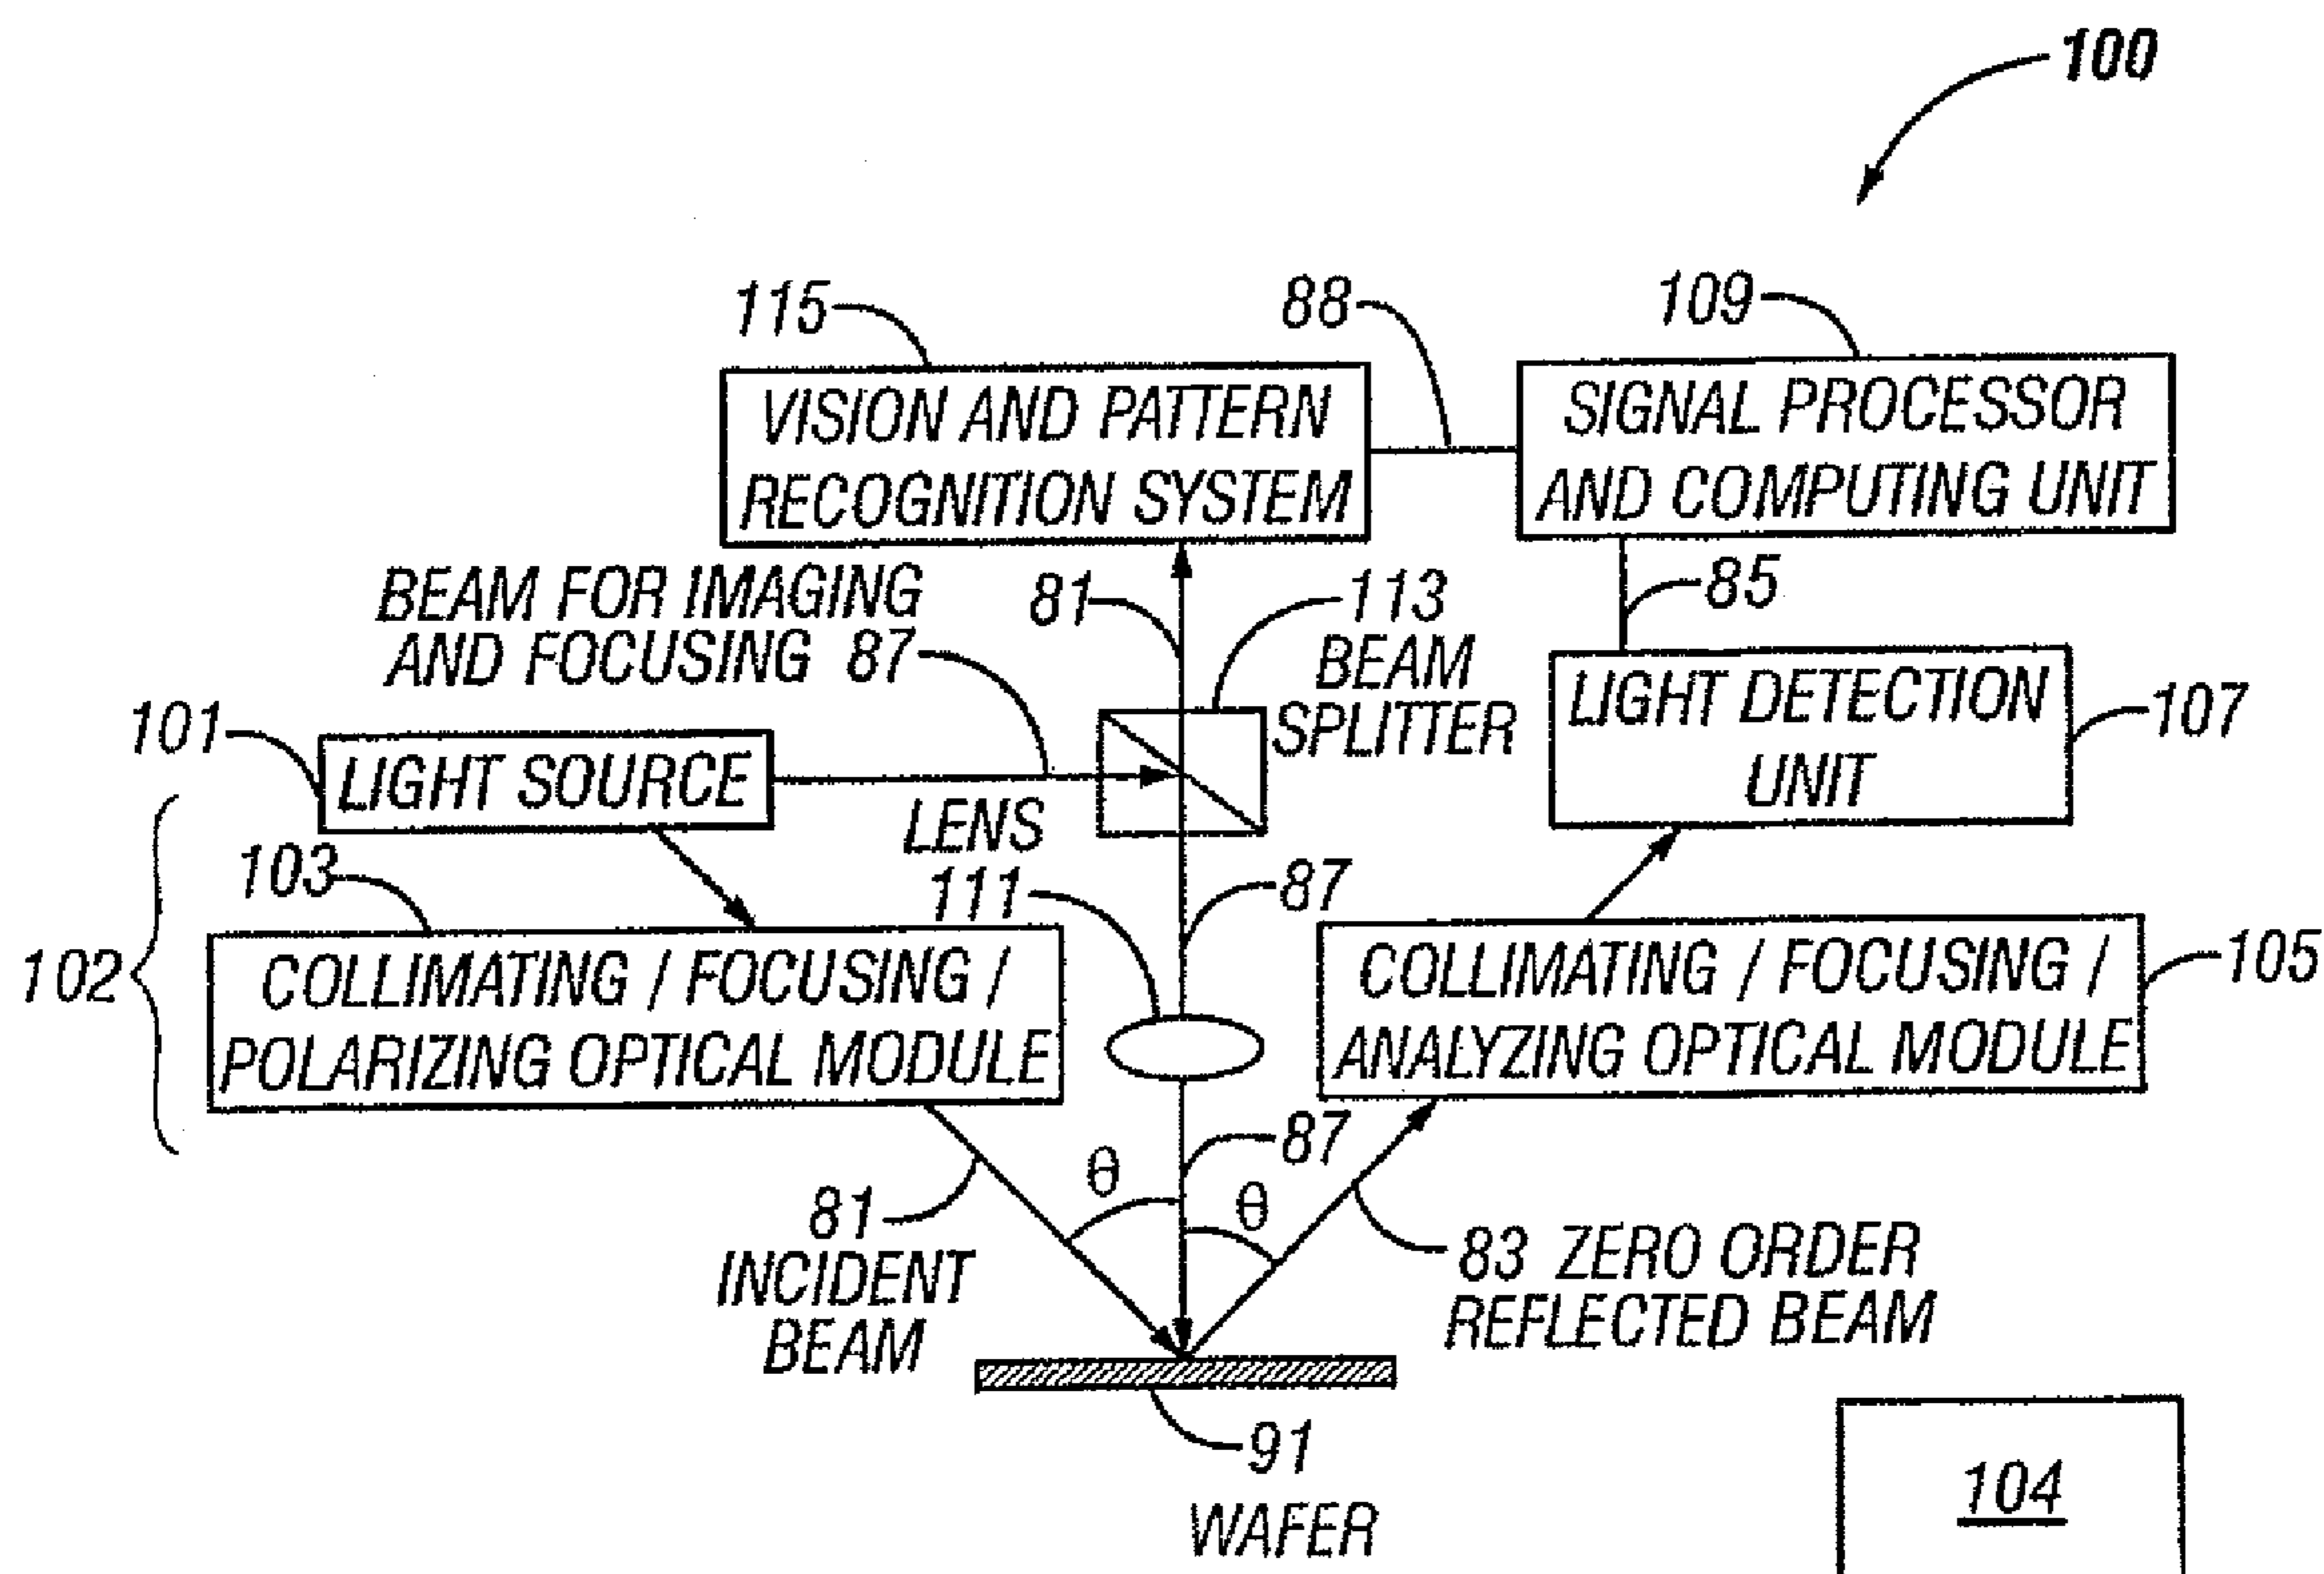 100
115
88
109
VISION AND PATTERN
RECOGNITION SYSTEM
SIGNAL PROCESSOR
AND COMPUTING UNIT
BEAM FOR IMAGING
AND FOCUSING 87
81
113
BEAM
SPLITTER
85
LIGHT DETECTION
UNIT
107
101
LIGHT SOURCE
LENS
111
103
102
87
COLLIMATING / FOCUSING /
POLARIZING OPTICAL MODULE
COLLIMATING / FOCUSING /
ANALYZING OPTICAL MODULE
105
87
θ
θ
81
INCIDENT
BEAM
83 ZERO ORDER
REFLECTED BEAM
91
WAFER
104